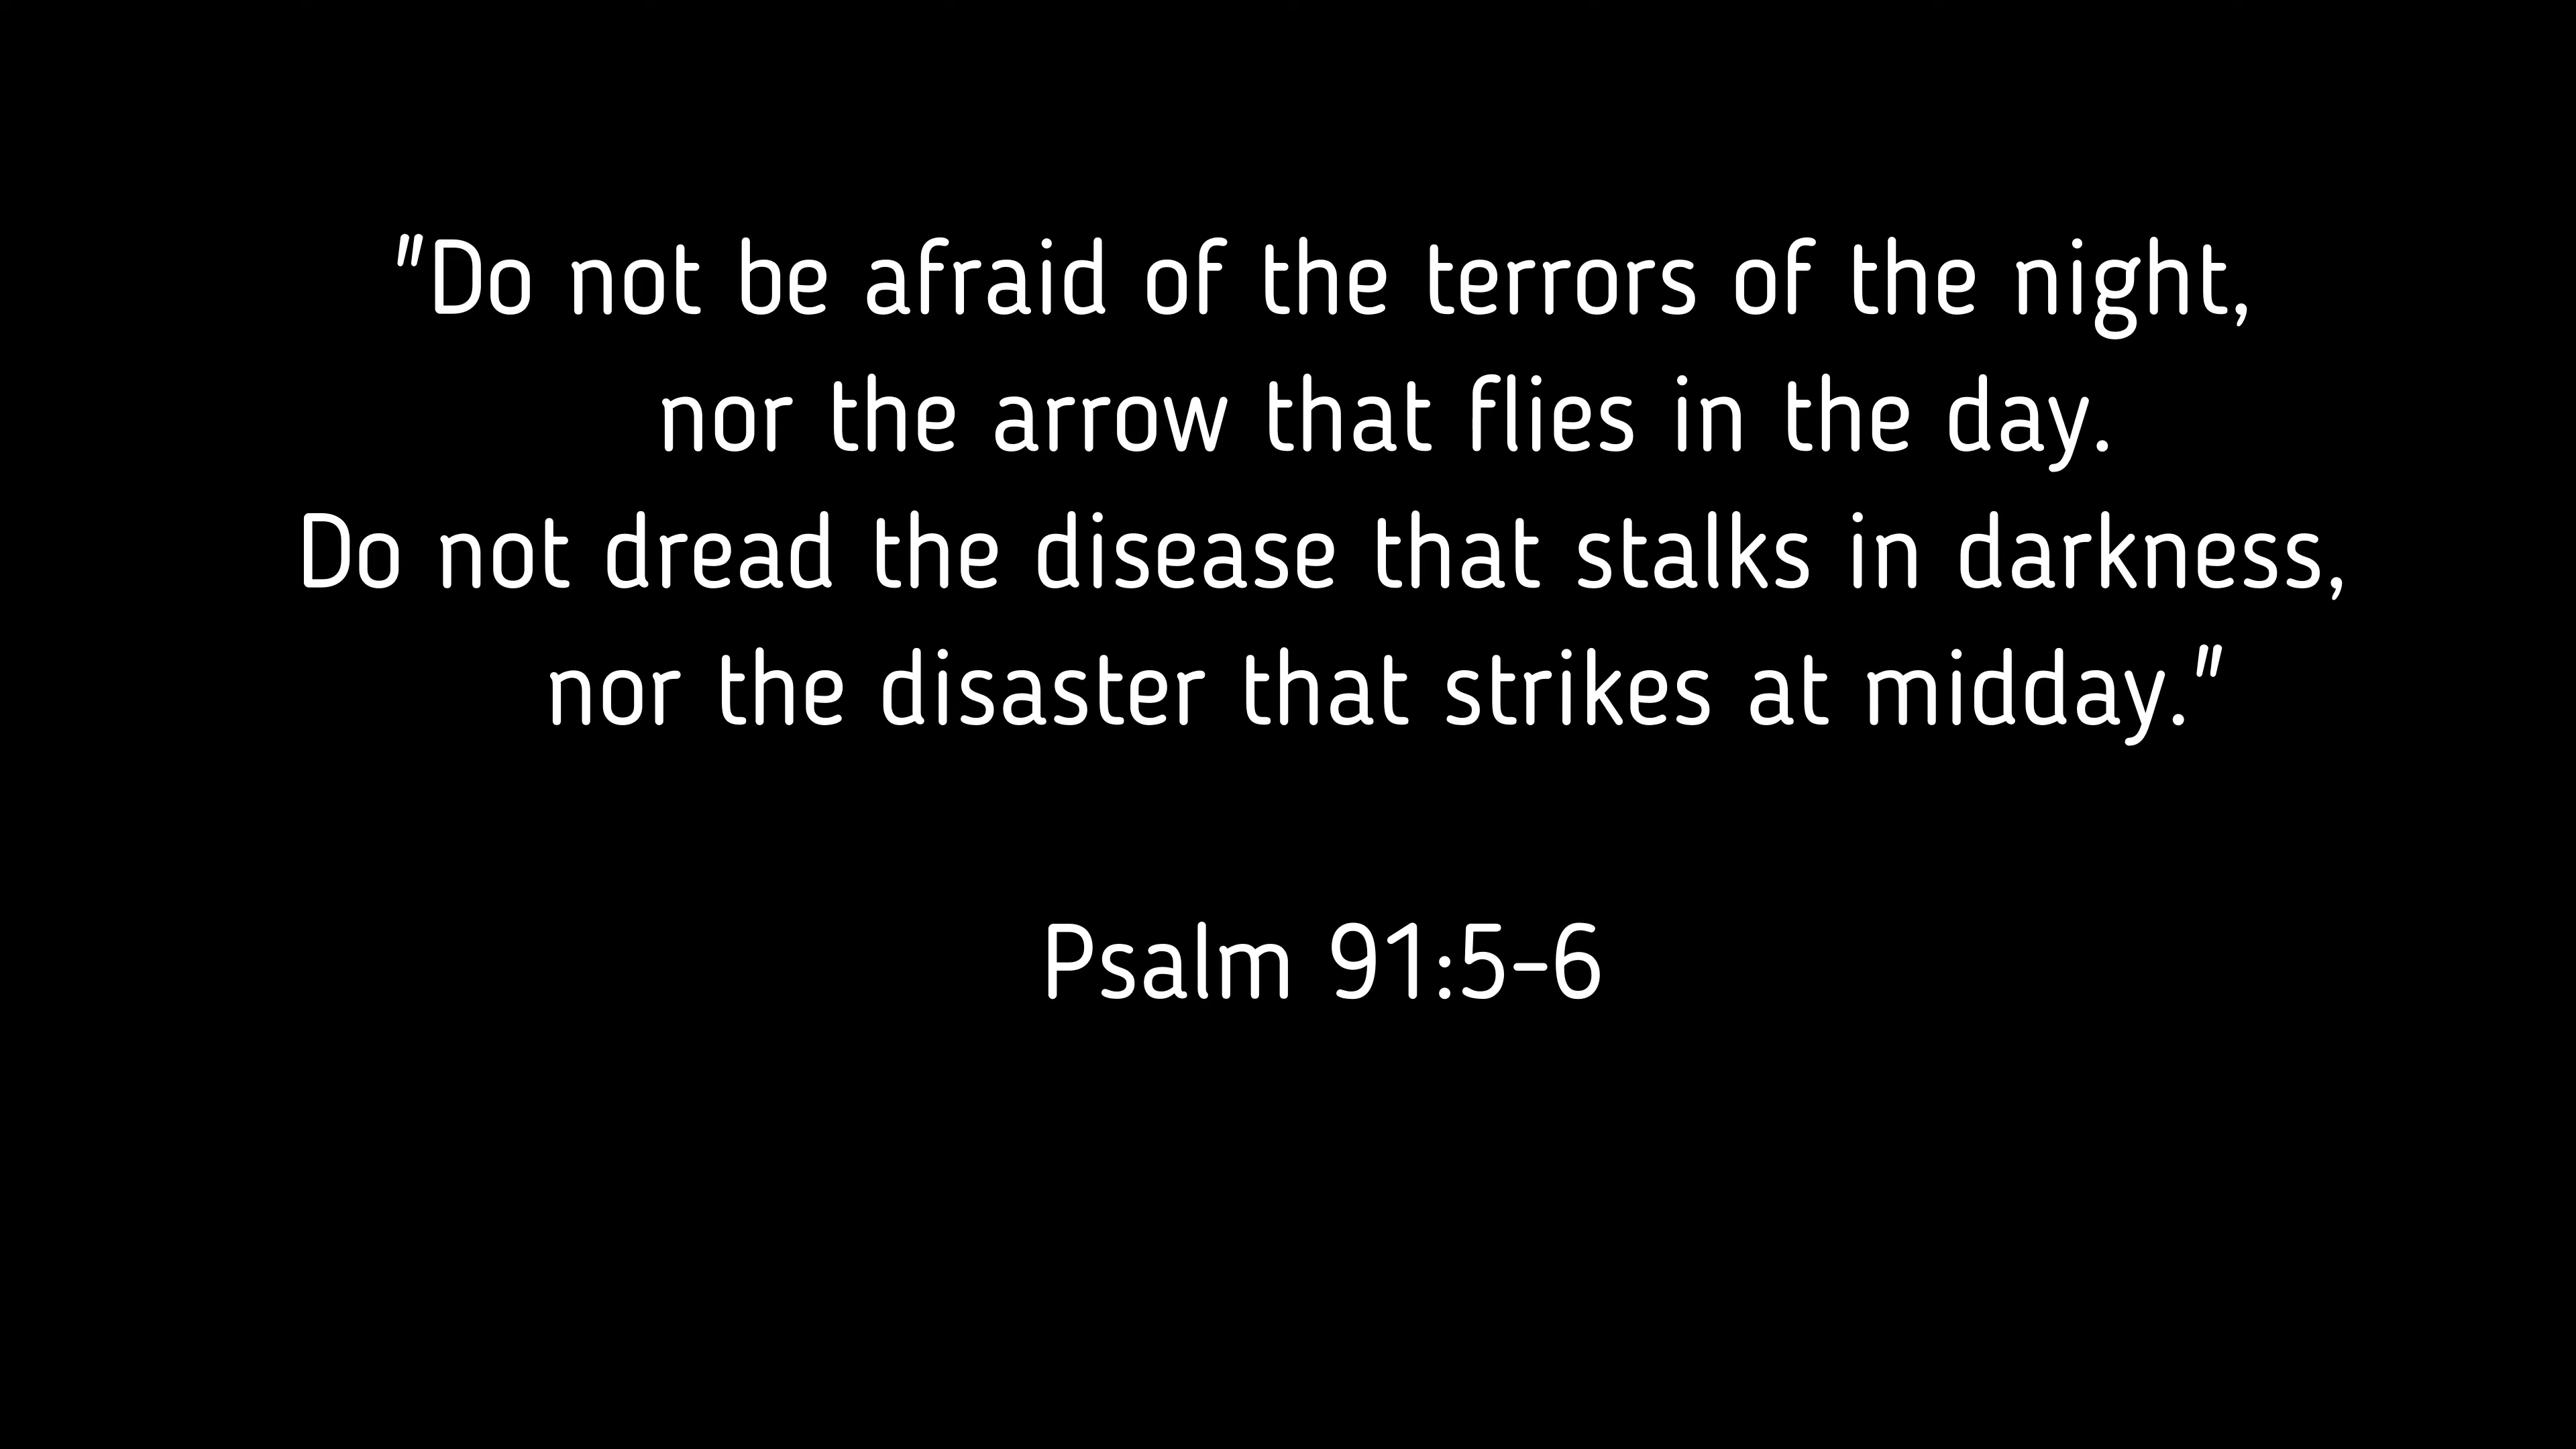 "Do not be afraid of the terrors of the night,
nor the arrow that flies in the day.
Do not dread the disease that stalks in darkness,
nor the disaster that strikes at midday."
Psalm 91:5-6